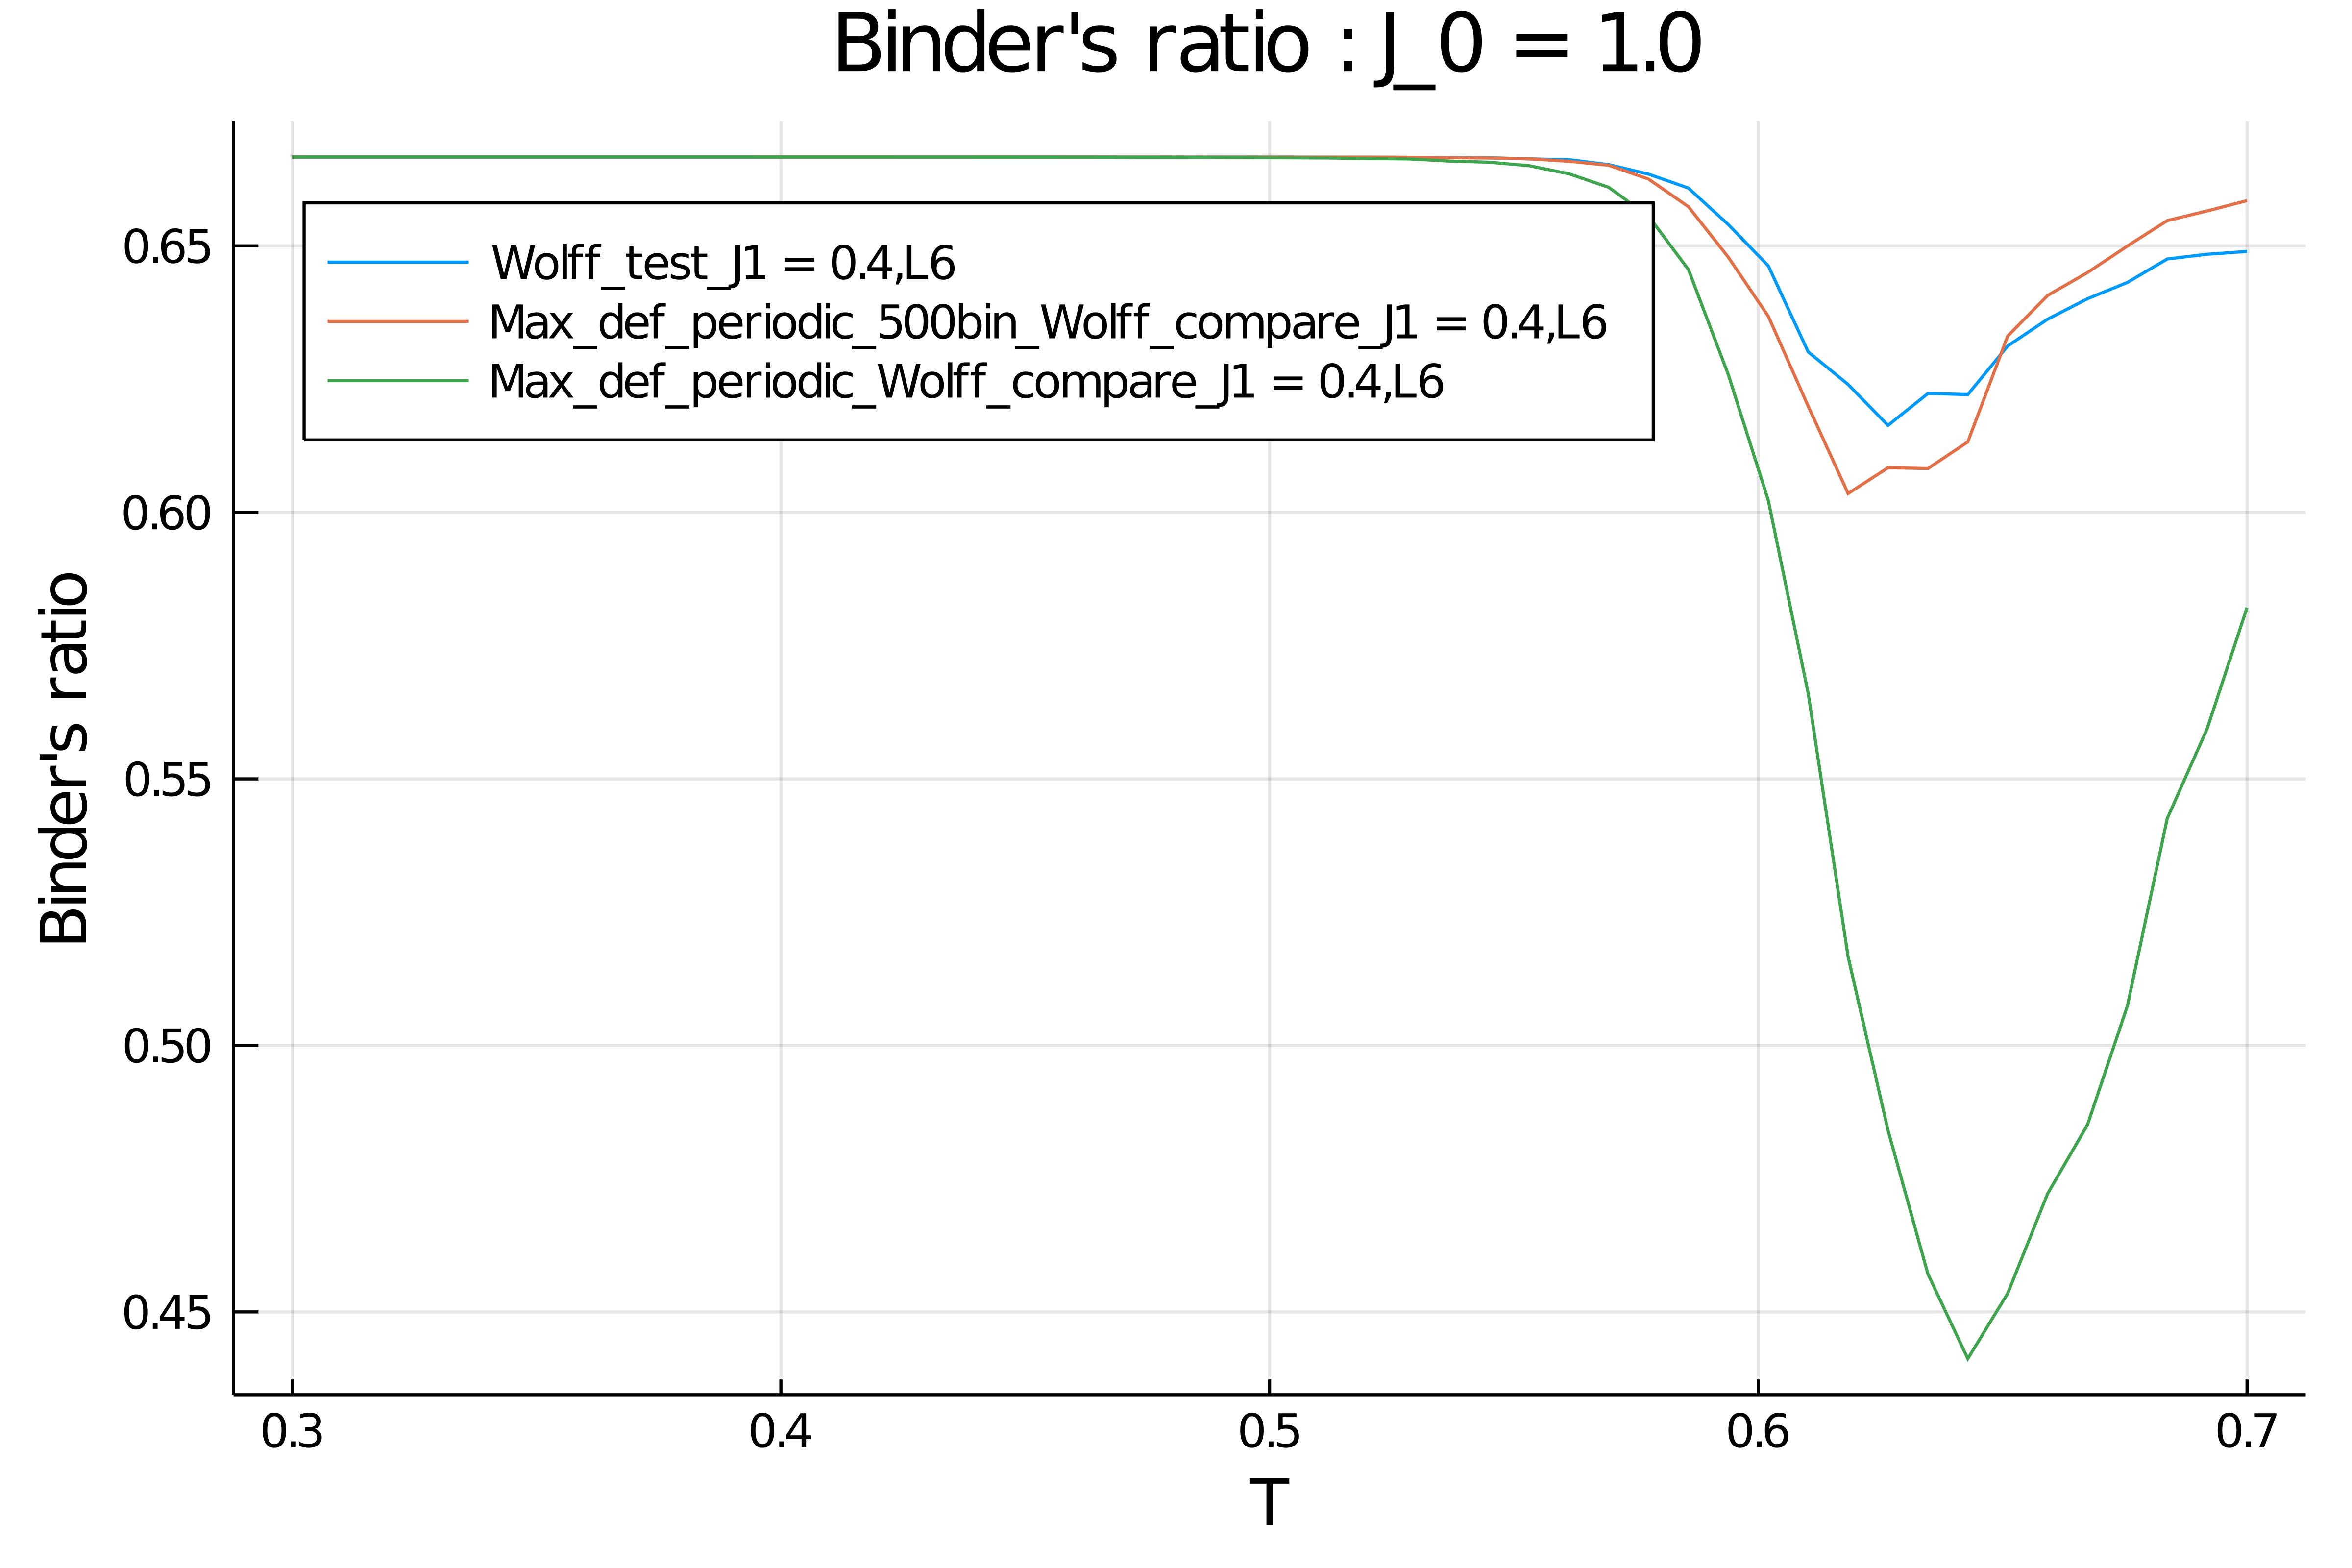 Binder's ratio : J_0 = 1.0
Binder's ratio
0.65
0.60
0.55
0.50
0.45
Wolff_test_J1 = 0.4,L6
Max_def_periodic_500bin_Wolff_compare_J1 = 0.4,L6
Max_def_periodic_Wolff_compare_J1 = 0.4,L6
0.3 0.4 0.5 0.6 0.7
T